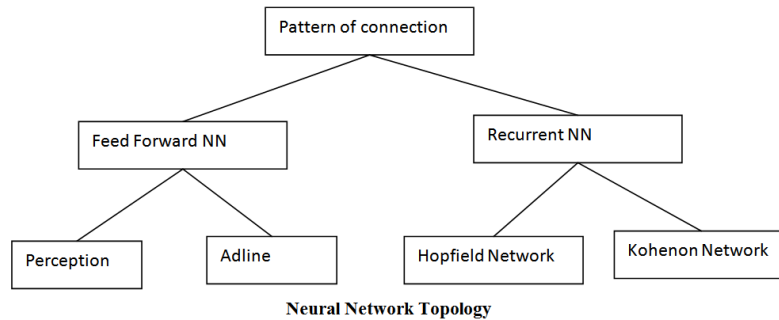 Pattern of connection
Feed Forward NN
Recurrent NN
Perception
Adline
Hopfield Network
Kohenon Network
Neural Network Topology